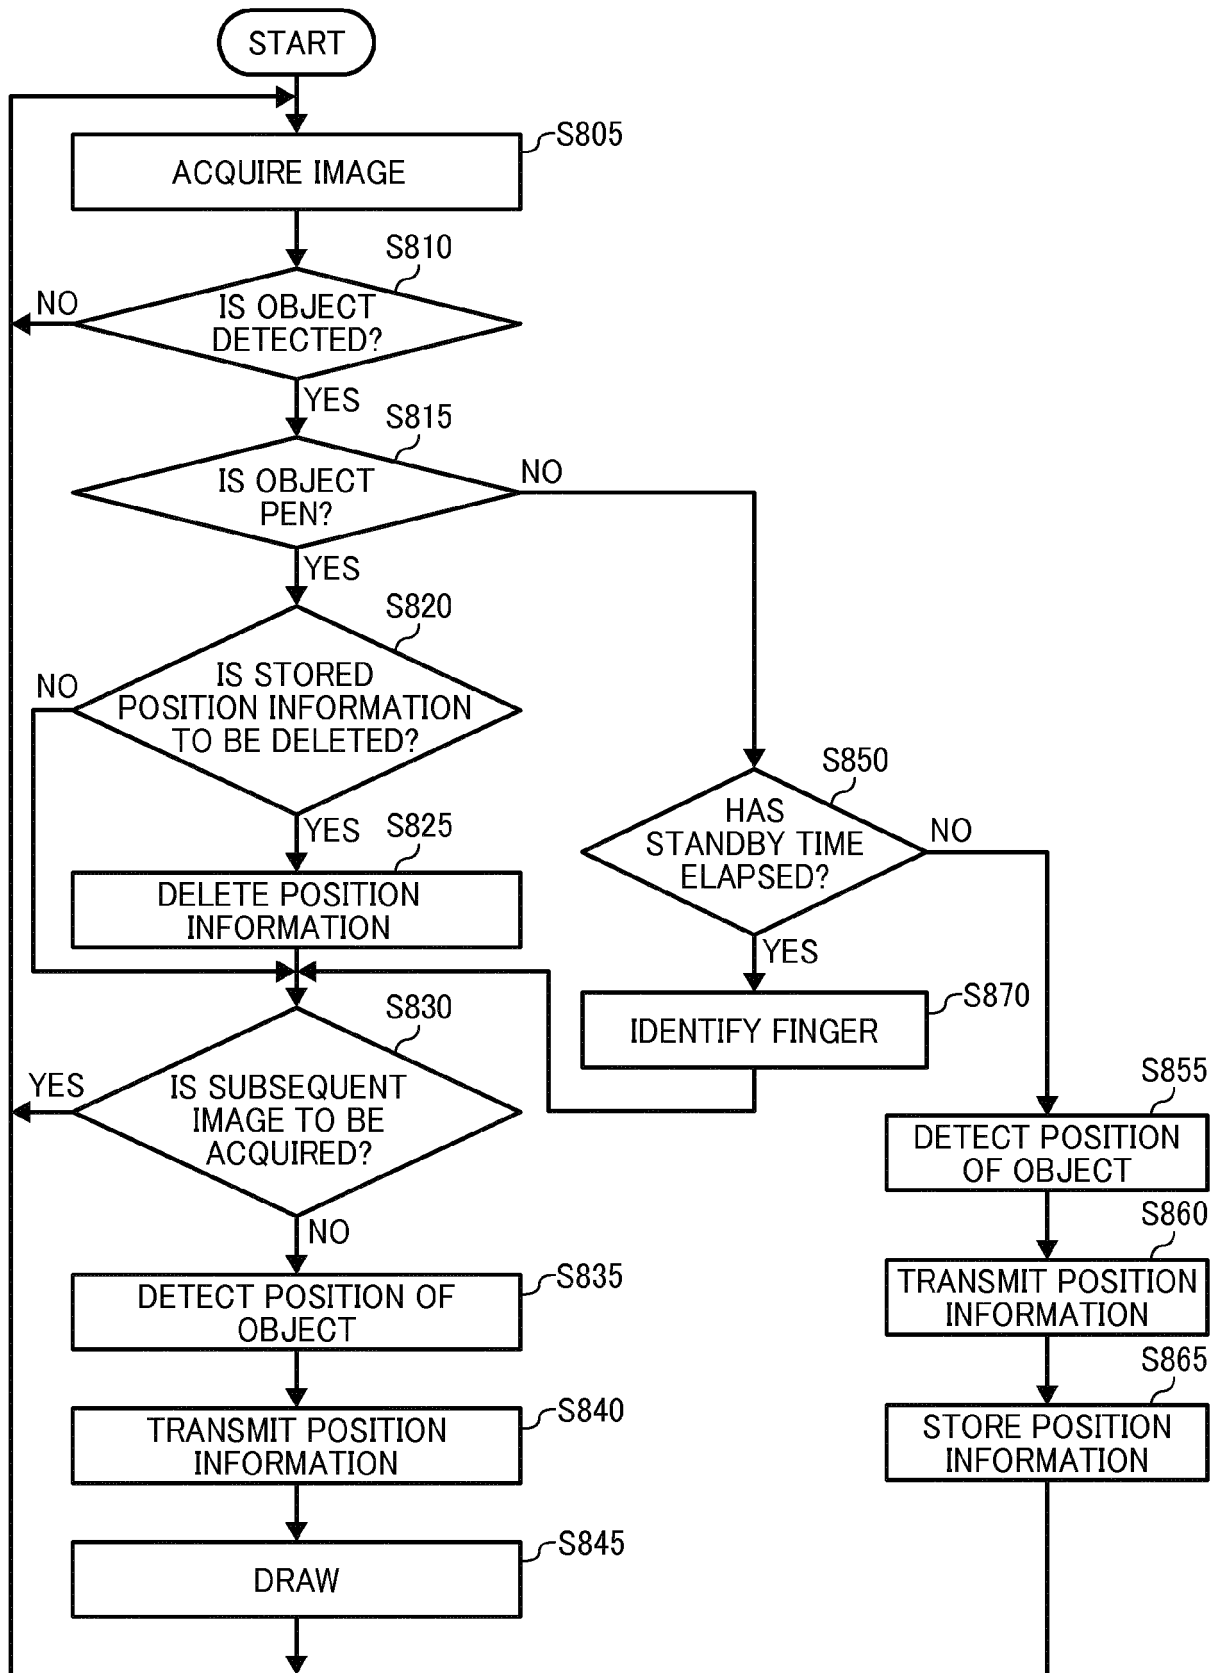 START
S805
ACQUIRE IMAGE
S810
NO
IS OBJECT
DETECTED?
YES
S815
NO
IS OBJECT
PEN?
YES
S820
NO
IS STORED
POSITION INFORMATION
TO BE DELETED?
YES
S825
DELETE POSITION
INFORMATION
S850
HAS
STANDBY TIME
ELAPSED?
NO
YES
S870
IDENTIFY FINGER
S830
YES
IS SUBSEQUENT
IMAGE TO BE
ACQUIRED?
NO
S835
DETECT POSITION OF
OBJECT
S840
TRANSMIT POSITION
INFORMATION
S845
DRAW
S855
DETECT POSITION
OF OBJECT
S860
TRANSMIT POSITION
INFORMATION
S865
STORE POSITION
INFORMATION